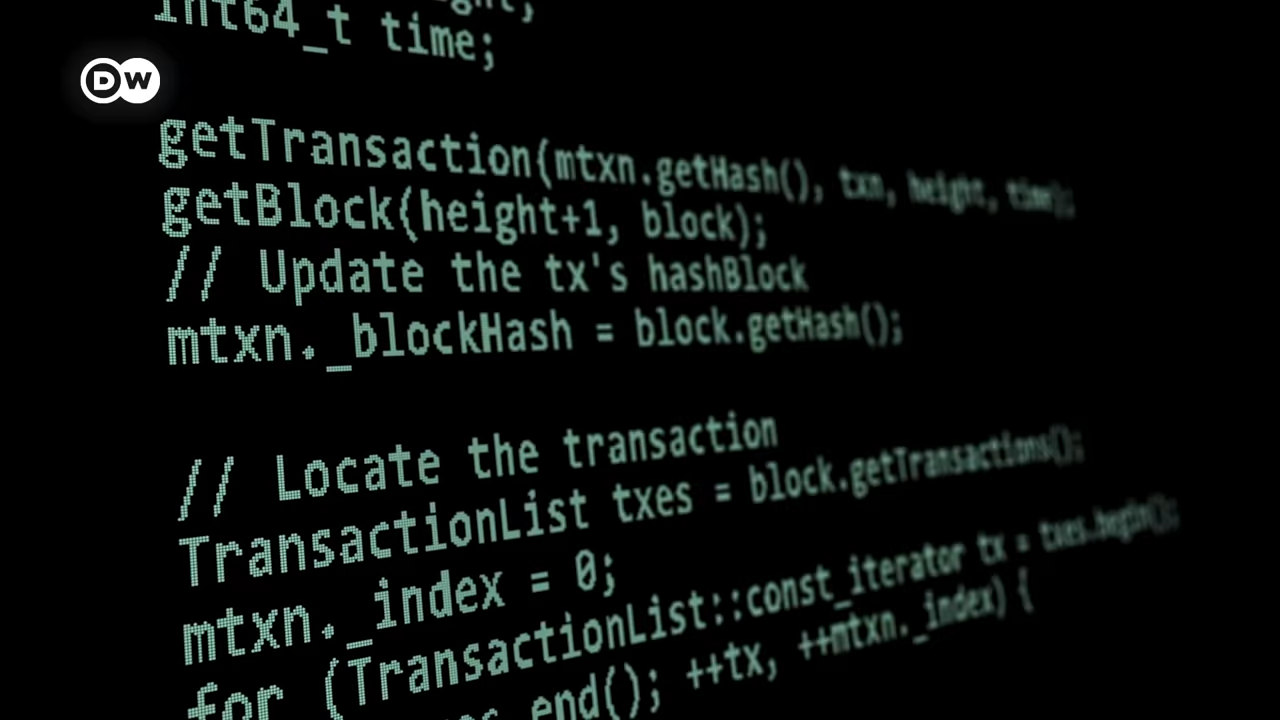 int64_t time;
DW
getTransaction(mtxn.getHash(), txn, height, time);
getBlock(height+1, block);
// Update the tx's hashBlock
mtxn._blockHash = block.getHash();
// Locate the transaction
TransactionList txes = block.getTransactions();
mtxn._index = 0;
for (TransactionList::const_iterator tx = txes.begin();
end(); ++tx, ++mtxn._index) {